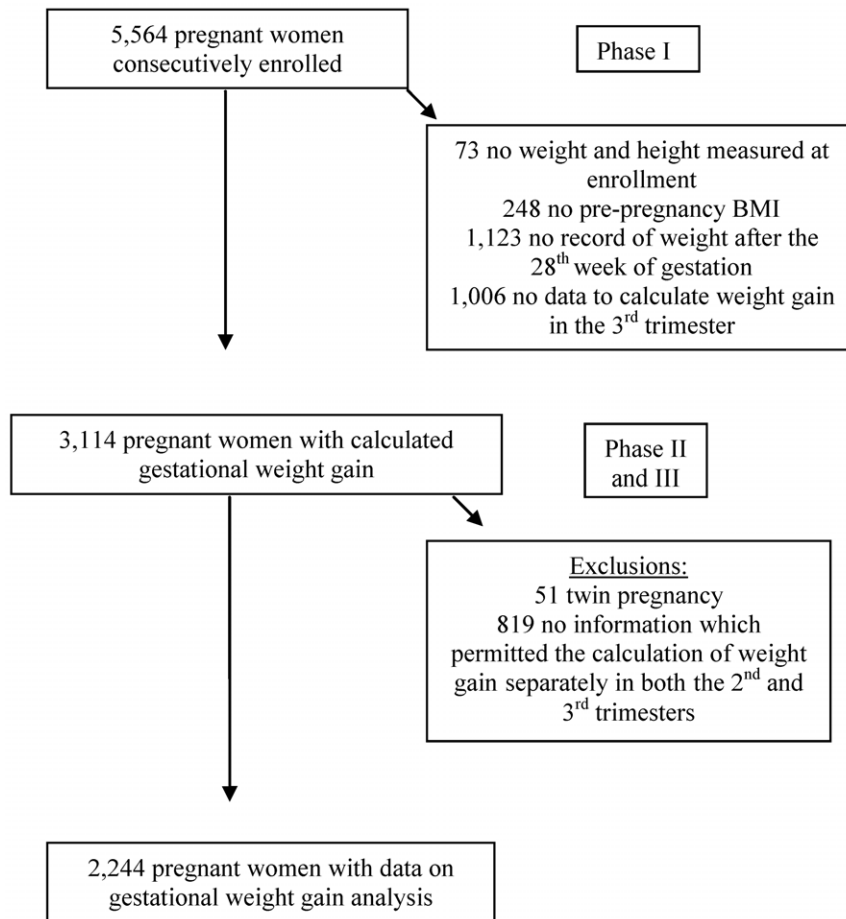 5,564 pregnant women
consecutively enrolled
Phase I
73 no weight and height measured at
enrollment
248 no pre-pregnancy BMI
1,123 no record of weight after the
28th week of gestation
1,006 no data to calculate weight gain
in the 3rd trimester
3,114 pregnant women with calculated
gestational weight gain
Phase II
and III
Exclusions:
51 twin pregnancy
819 no information which
permitted the calculation of weight
gain separately in both the 2nd and
3rd trimesters
2,244 pregnant women with data on
gestational weight gain analysis